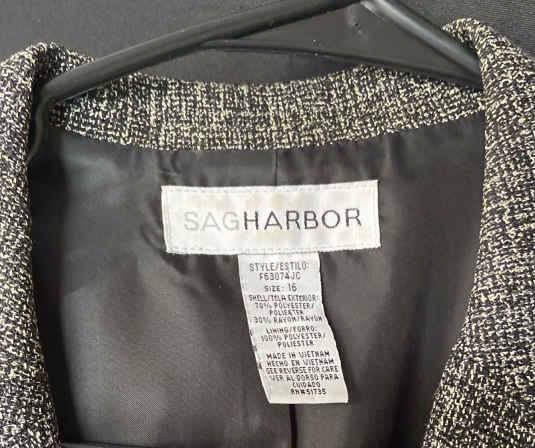 SAGHARBOR
STYLE/ESTILO:
F63074JC
SIZE: 16
SHELL/TELA EXTERIOR:
70% POLYESTER/
POLIESTER
30% RAYON/RAYON
LINING/FORRO:
100% POLYESTER/
POLIESTER
MADE IN VIETNAM
HECHO EN VIETNAM
SEE REVERSE FOR CARE
VER AL DORSO PARA
CUIDADO
RN#51735